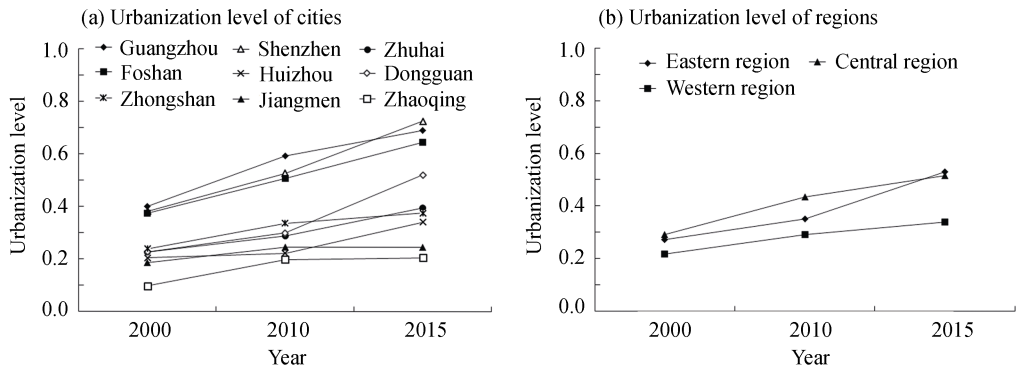 (a) Urbanization level of cities
Guangzhou Shenzhen Zhuhai
Foshan Huizhou Dongguan
Zhongshan Jiangmen Zhaoqing
Urbanization level
1.0
0.8
0.6
0.4
0.2
0.0
2000 2010 2015
Year
(b) Urbanization level of regions
Eastern region Central region
Western region
Urbanization level
1.0
0.8
0.6
0.4
0.2
0.0
2000 2010 2015
Year